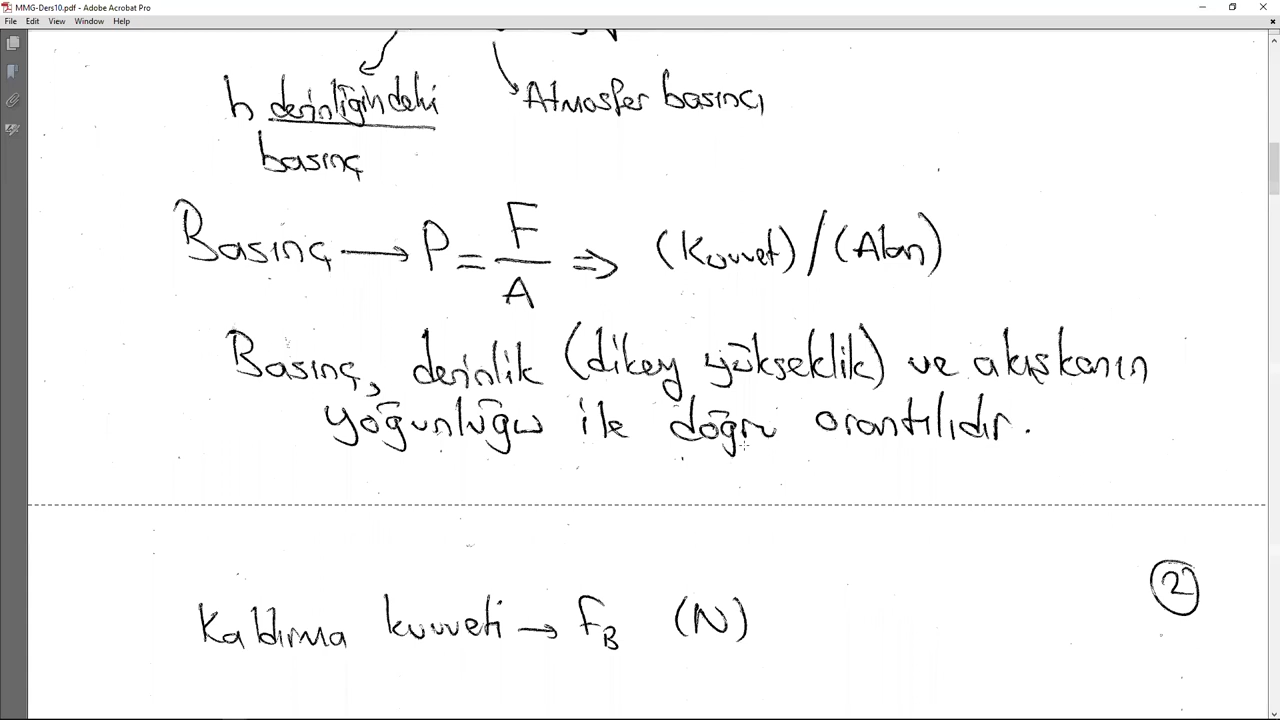 MMG-Ders10.pdf - Adobe Acrobat Pro
File Edit View Window Help
h derinliğindeki
basınç
Atmosfer basıncı
Basınç → P = F/A ⇒ (Kuvvet)/(Alan)
Basınç, derinlik (dikey yükseklik) ve akışkanın
yoğunluğu ile doğru orantılıdır.
2
Kaldırma kuvveti → FB (N)